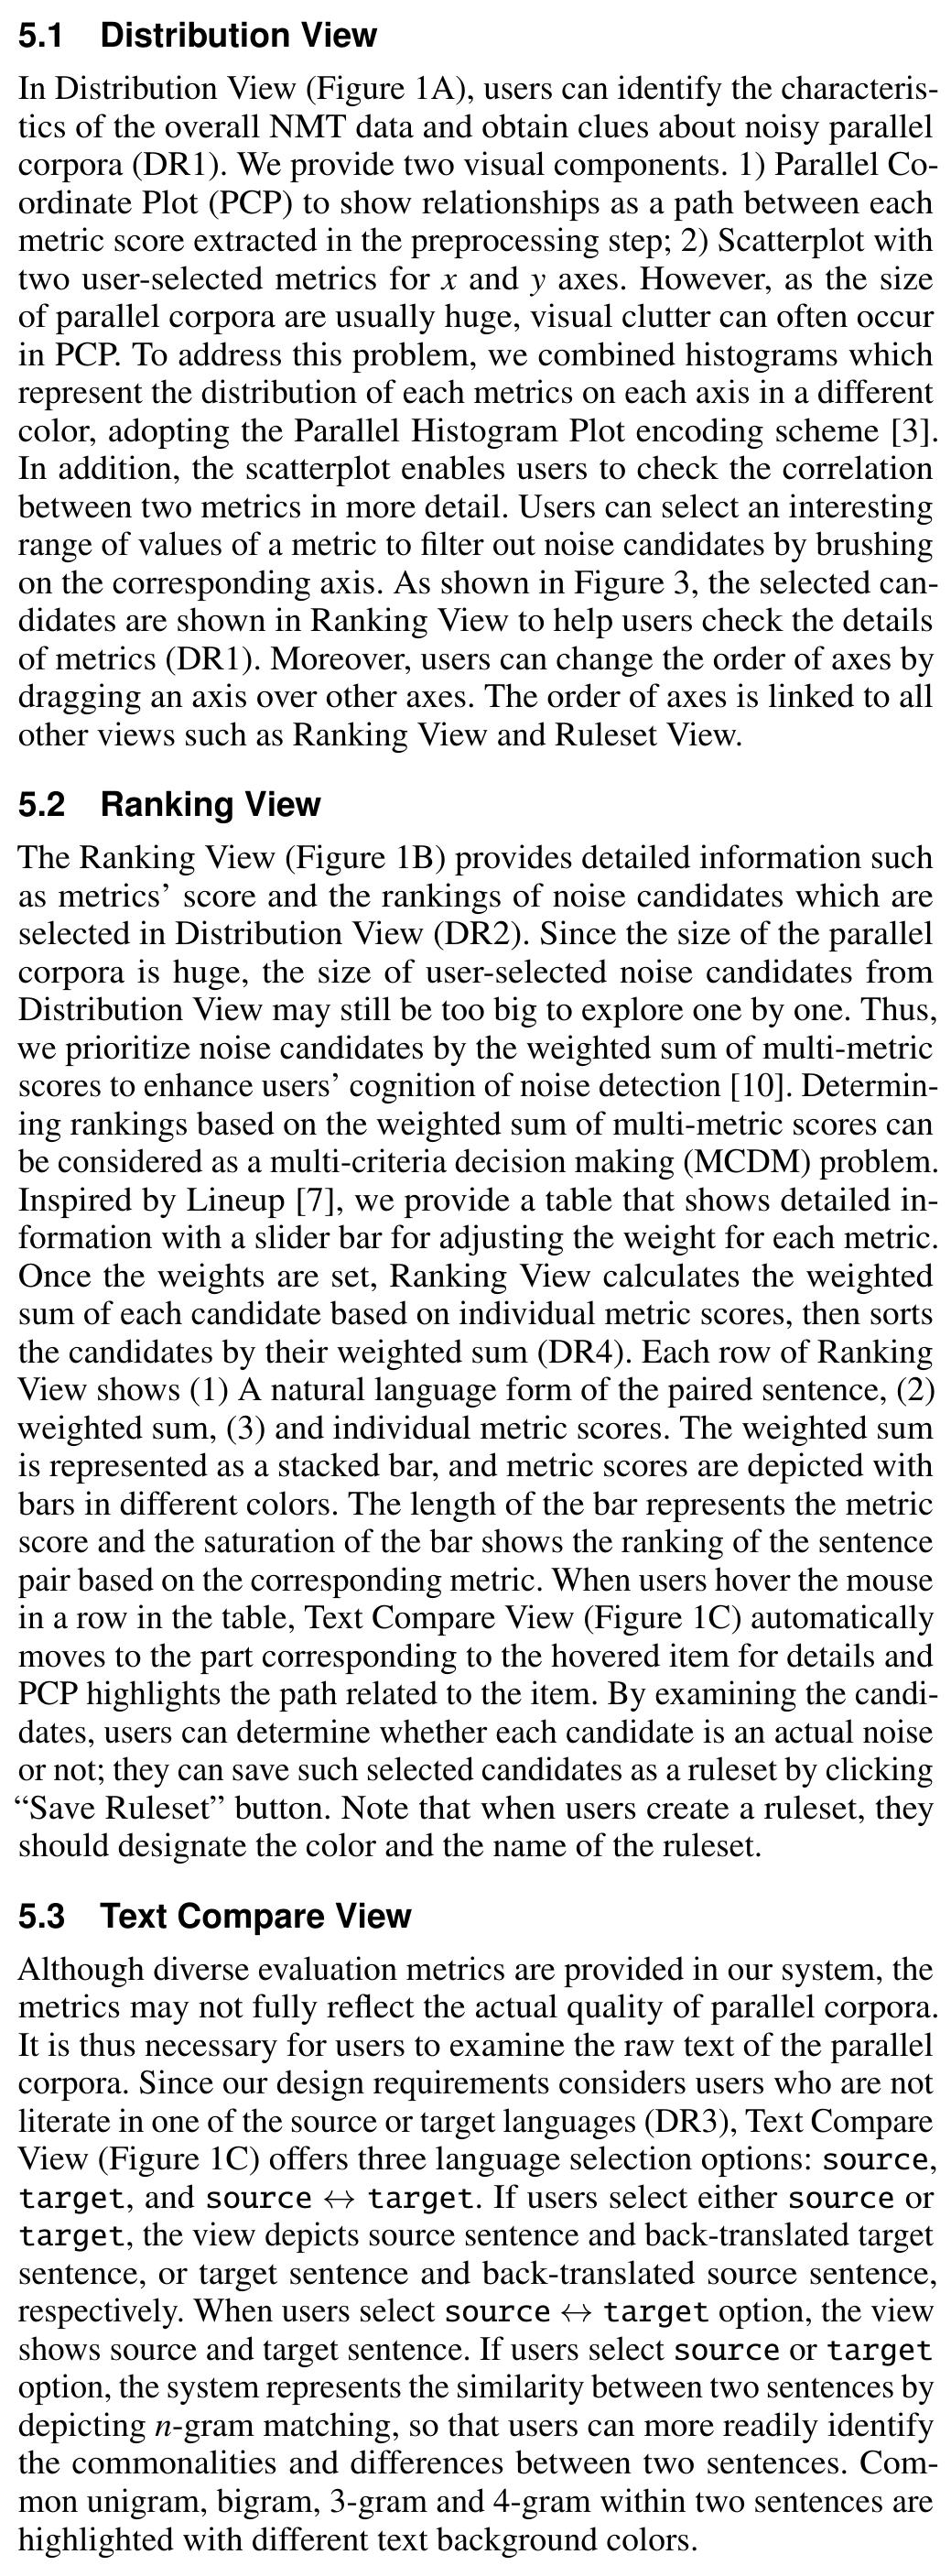 5.1 Distribution View
In Distribution View (Figure 1A), users can identify the characteris-
tics of the overall NMT data and obtain clues about noisy parallel
corpora (DR1). We provide two visual components. 1) Parallel Co-
ordinate Plot (PCP) to show relationships as a path between each
metric score extracted in the preprocessing step; 2) Scatterplot with
two user-selected metrics for x and y axes. However, as the size
of parallel corpora are usually huge, visual clutter can often occur
in PCP. To address this problem, we combined histograms which
represent the distribution of each metrics on each axis in a different
color, adopting the Parallel Histogram Plot encoding scheme [3].
In addition, the scatterplot enables users to check the correlation
between two metrics in more detail. Users can select an interesting
range of values of a metric to filter out noise candidates by brushing
on the corresponding axis. As shown in Figure 3, the selected can-
didates are shown in Ranking View to help users check the details
of metrics (DR1). Moreover, users can change the order of axes by
dragging an axis over other axes. The order of axes is linked to all
other views such as Ranking View and Ruleset View.
5.2 Ranking View
The Ranking View (Figure 1B) provides detailed information such
as metrics’ score and the rankings of noise candidates which are
selected in Distribution View (DR2). Since the size of the parallel
corpora is huge, the size of user-selected noise candidates from
Distribution View may still be too big to explore one by one. Thus,
we prioritize noise candidates by the weighted sum of multi-metric
scores to enhance users’ cognition of noise detection [10]. Determin-
ing rankings based on the weighted sum of multi-metric scores can
be considered as a multi-criteria decision making (MCDM) problem.
Inspired by Lineup [7], we provide a table that shows detailed in-
formation with a slider bar for adjusting the weight for each metric.
Once the weights are set, Ranking View calculates the weighted
sum of each candidate based on individual metric scores, then sorts
the candidates by their weighted sum (DR4). Each row of Ranking
View shows (1) A natural language form of the paired sentence, (2)
weighted sum, (3) and individual metric scores. The weighted sum
is represented as a stacked bar, and metric scores are depicted with
bars in different colors. The length of the bar represents the metric
score and the saturation of the bar shows the ranking of the sentence
pair based on the corresponding metric. When users hover the mouse
in a row in the table, Text Compare View (Figure 1C) automatically
moves to the part corresponding to the hovered item for details and
PCP highlights the path related to the item. By examining the candi-
dates, users can determine whether each candidate is an actual noise
or not; they can save such selected candidates as a ruleset by clicking
“Save Ruleset” button. Note that when users create a ruleset, they
should designate the color and the name of the ruleset.
5.3 Text Compare View
Although diverse evaluation metrics are provided in our system, the
metrics may not fully reflect the actual quality of parallel corpora.
It is thus necessary for users to examine the raw text of the parallel
corpora. Since our design requirements considers users who are not
literate in one of the source or target languages (DR3), Text Compare
View (Figure 1C) offers three language selection options: source,
target, and source ↔ target. If users select either source or
target, the view depicts source sentence and back-translated target
sentence, or target sentence and back-translated source sentence,
respectively. When users select source ↔ target option, the view
shows source and target sentence. If users select source or target
option, the system represents the similarity between two sentences by
depicting n-gram matching, so that users can more readily identify
the commonalities and differences between two sentences. Com-
mon unigram, bigram, 3-gram and 4-gram within two sentences are
highlighted with different text background colors.